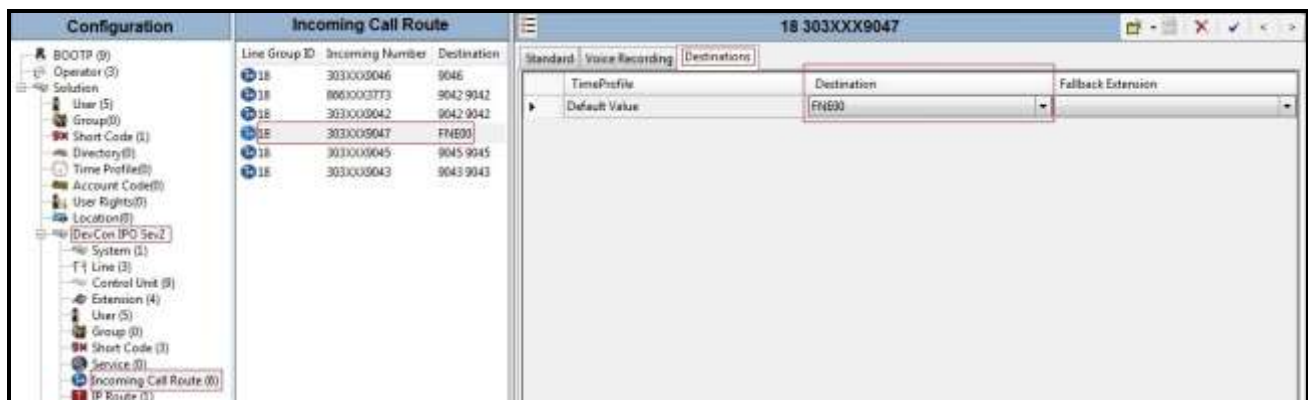 Configuration
BOOTP (9)
Operator (3)
Solution
User (5)
Group(0)
Short Code (1)
Directory(0)
Time Profile(0)
Account Code(0)
User Rights(0)
Location(0)
DevCon IPO Sev2
System (1)
Line (3)
Control Unit (9)
Extension (4)
User (5)
Group (0)
Short Code (3)
Service (0)
Incoming Call Route (6)
IP Route (1)
Incoming Call Route
Line Group ID Incoming Number Destination
18 303XXX9046 9046
18 866XXX3773 9042 9042
18 303XXX9042 9042 9042
18 303XXX9047 FNE00
18 303XXX9045 9045 9045
18 303XXX9043 9043 9043
18 303XXX9047
Standard Voice Recording Destinations
TimeProfile Destination Fallback Extension
Default Value FNE00